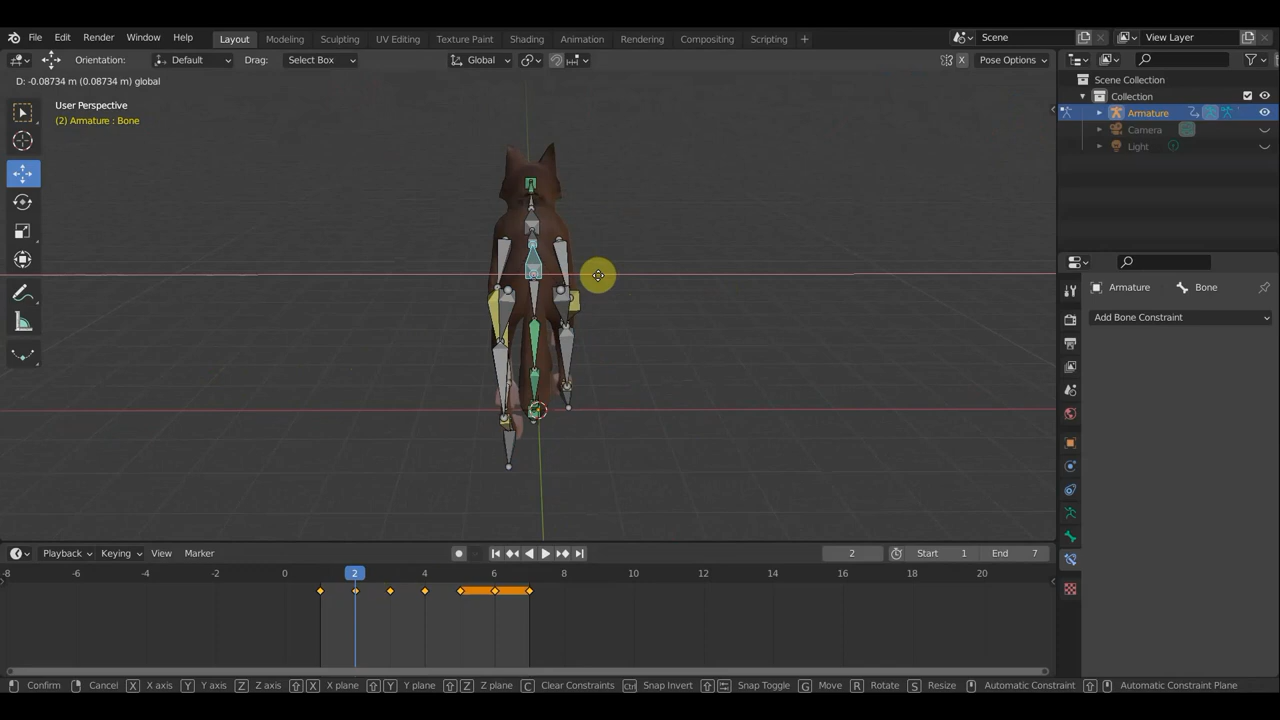 File Edit Render Window Help Layout Modeling Sculpting UV Editing Texture Paint Shading Animation Rendering Compositing Scripting + Scene View Layer
Orientation: Default Drag: Select Box Global X Pose Options
D: -0.08734 m (0.08734 m) global
User Perspective
(2) Armature : Bone
Scene Collection
Collection
Armature
Camera
Light
Armature Bone
Add Bone Constraint
Playback Keying View Marker 2 Start 1 End 7
-8 -6 -4 -2 0 2 4 6 8 10 12 14 16 18 20
Confirm Cancel X X axis Y Y axis Z Z axis X X plane Y Y plane Z Z plane C Clear Constraints Ctrl Snap Invert Snap Toggle G Move R Rotate S Resize Automatic Constraint Automatic Constraint Plane